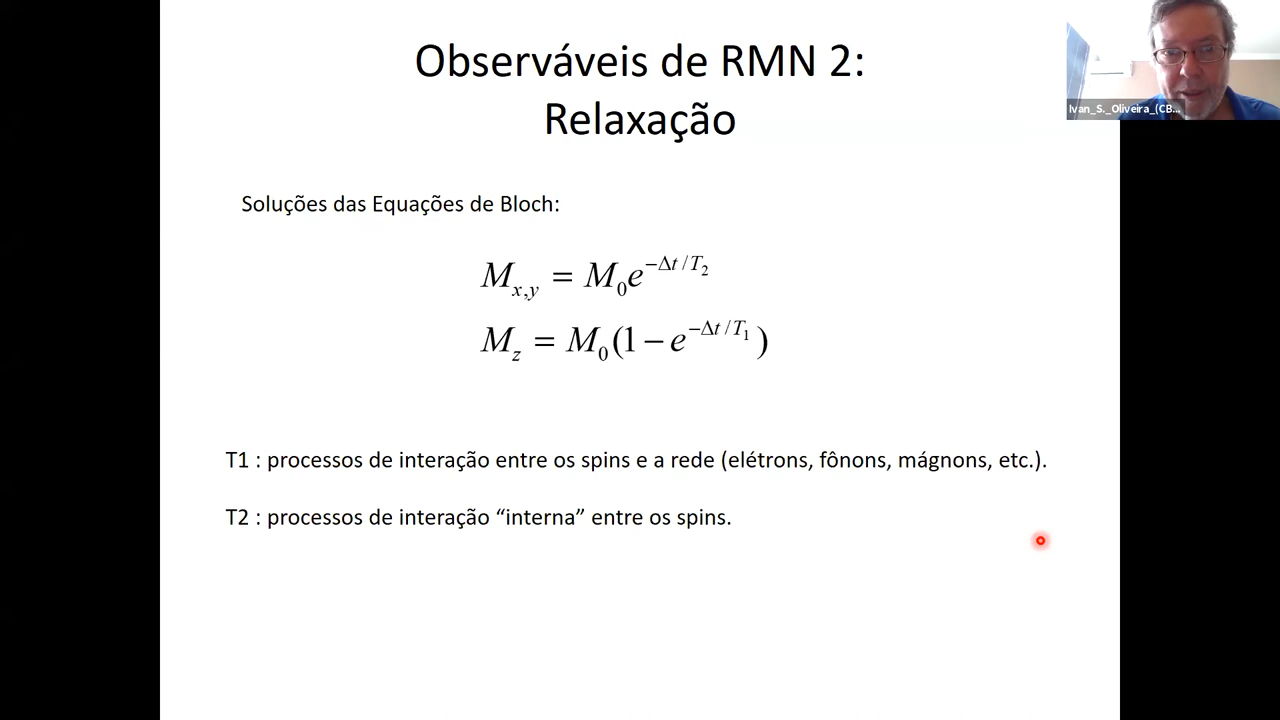 Observáveis de RMN 2:
Relaxação
Ivan_S._Oliveira_(CB...
Soluções das Equações de Bloch:
M_{x,y} = M_0 e^{-Δt/T_2}
M_z = M_0(1 - e^{-Δt/T_1})
T1 : processos de interação entre os spins e a rede (elétrons, fônons, mágnons, etc.).
T2 : processos de interação “interna” entre os spins.